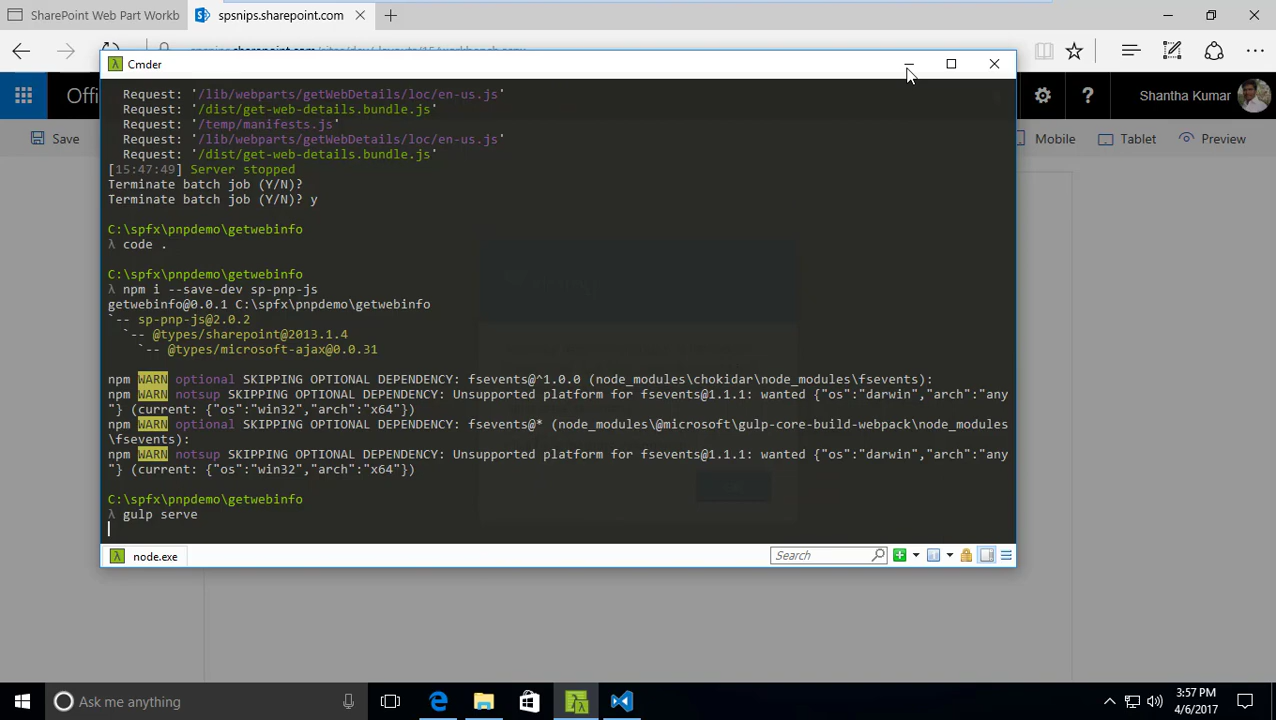 SharePoint Web Part Workb
spsnips.sharepoint.com
Cmder
Offi
Shantha Kumar
Save
Mobile
Tablet
Preview
Request: '/lib/webparts/getWebDetails/loc/en-us.js'
Request: '/dist/get-web-details.bundle.js'
Request: '/temp/manifests.js'
Request: '/lib/webparts/getWebDetails/loc/en-us.js'
Request: '/dist/get-web-details.bundle.js'
[15:47:49] Server stopped
Terminate batch job (Y/N)?
Terminate batch job (Y/N)? y
C:\spfx\pnpdemo\getwebinfo
λ code .
C:\spfx\pnpdemo\getwebinfo
λ npm i --save-dev sp-pnp-js
getwebinfo@0.0.1 C:\spfx\pnpdemo\getwebinfo
`-- sp-pnp-js@2.0.2
`-- @types/sharepoint@2013.1.4
`-- @types/microsoft-ajax@0.0.31
npm WARN optional SKIPPING OPTIONAL DEPENDENCY: fsevents@^1.0.0 (node_modules\chokidar\node_modules\fsevents):
npm WARN notsup SKIPPING OPTIONAL DEPENDENCY: Unsupported platform for fsevents@1.1.1: wanted {"os":"darwin","arch":"any
"} (current: {"os":"win32","arch":"x64"})
npm WARN optional SKIPPING OPTIONAL DEPENDENCY: fsevents@* (node_modules\@microsoft\gulp-core-build-webpack\node_modules
\fsevents):
npm WARN notsup SKIPPING OPTIONAL DEPENDENCY: Unsupported platform for fsevents@1.1.1: wanted {"os":"darwin","arch":"any
"} (current: {"os":"win32","arch":"x64"})
C:\spfx\pnpdemo\getwebinfo
λ gulp serve
node.exe
Search
Ask me anything
3:57 PM
4/6/2017